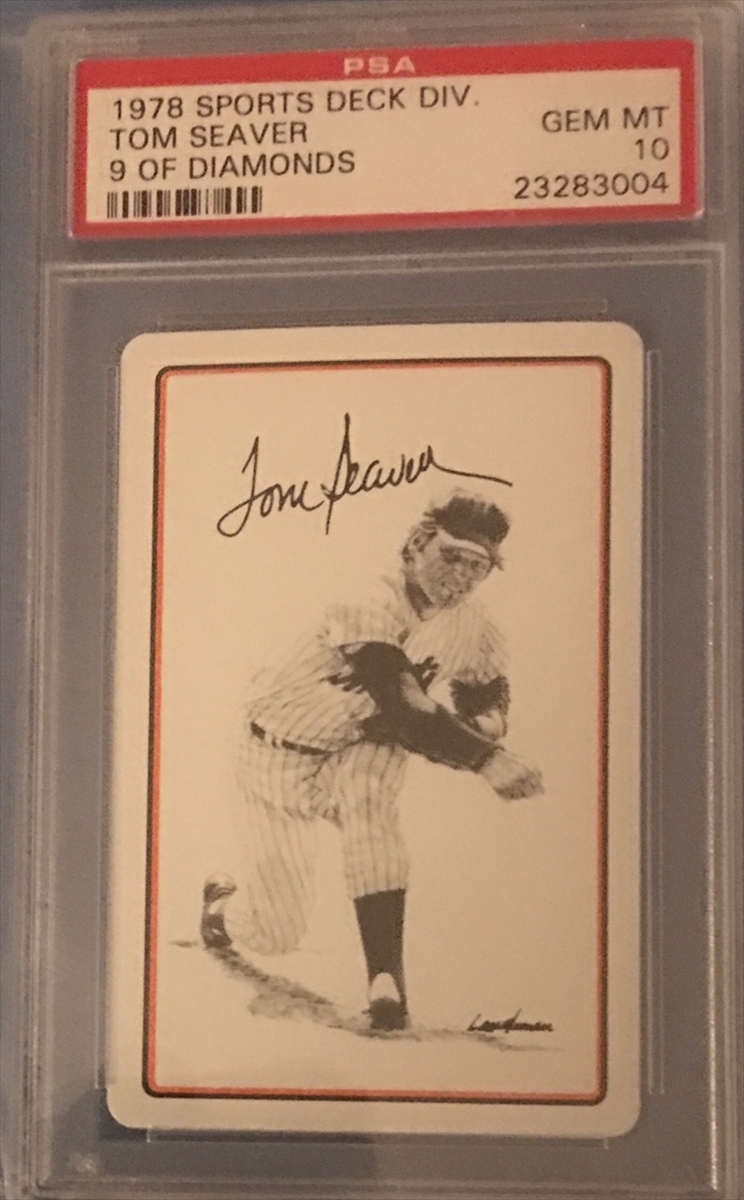 PSA
1978 SPORTS DECK DIV.
TOM SEAVER
9 OF DIAMONDS
GEM MT
10
23283004
Tom Seaver